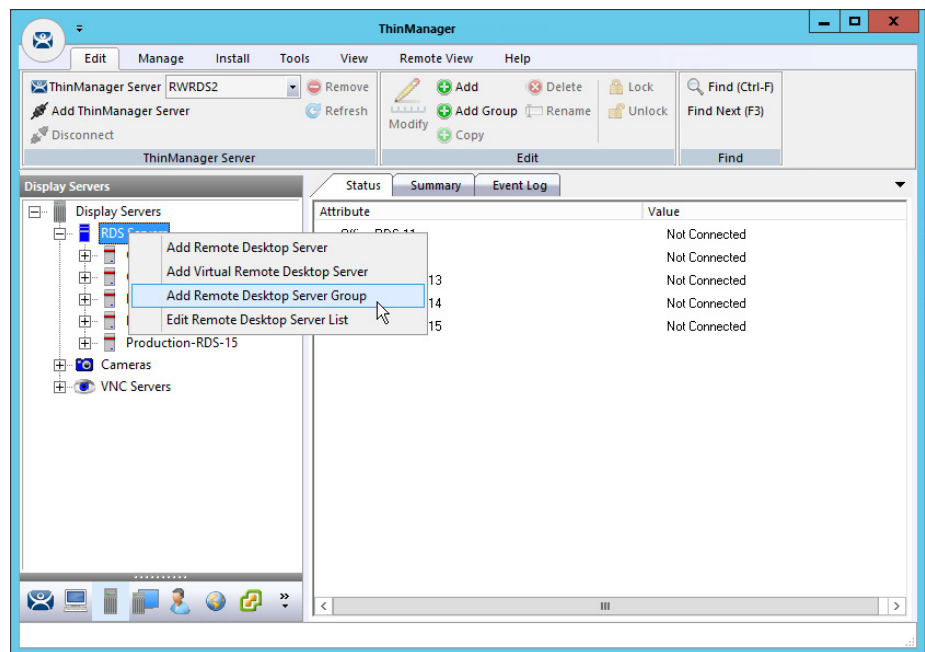 ThinManager
Edit Manage Install Tools View Remote View Help
ThinManager Server RWRDS2 Remove Add Delete Lock Find (Ctrl-F)
Add ThinManager Server Refresh Modify Add Group Rename Unlock Find Next (F3)
Disconnect Copy
ThinManager Server Edit Find
Display Servers Status Summary Event Log
Display Servers Attribute Value
RDS Not Connected
Add Remote Desktop Server
Not Connected
Add Virtual Remote Desktop Server
13 Not Connected
Add Remote Desktop Server Group
14 Not Connected
Edit Remote Desktop Server List
15 Not Connected
Production-RDS-15
Cameras
VNC Servers